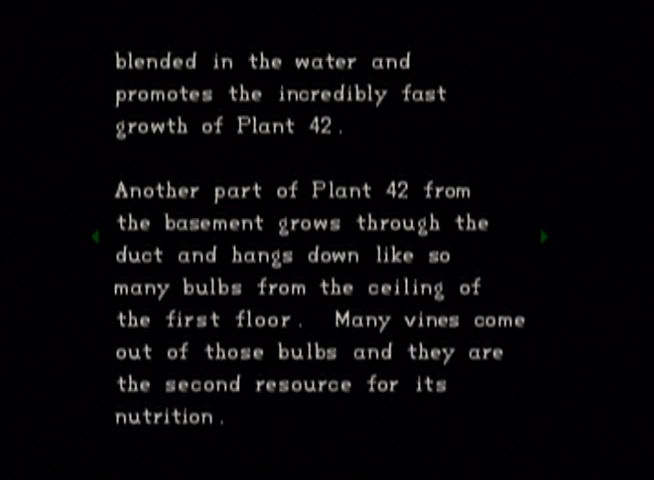 blended in the water and
promotes the incredibly fast
growth of Plant 42.
Another part of Plant 42 from
the basement grows through the
duct and hangs down like so
many bulbs from the ceiling of
the first floor. Many vines come
out of those bulbs and they are
the second resource for its
nutrition.